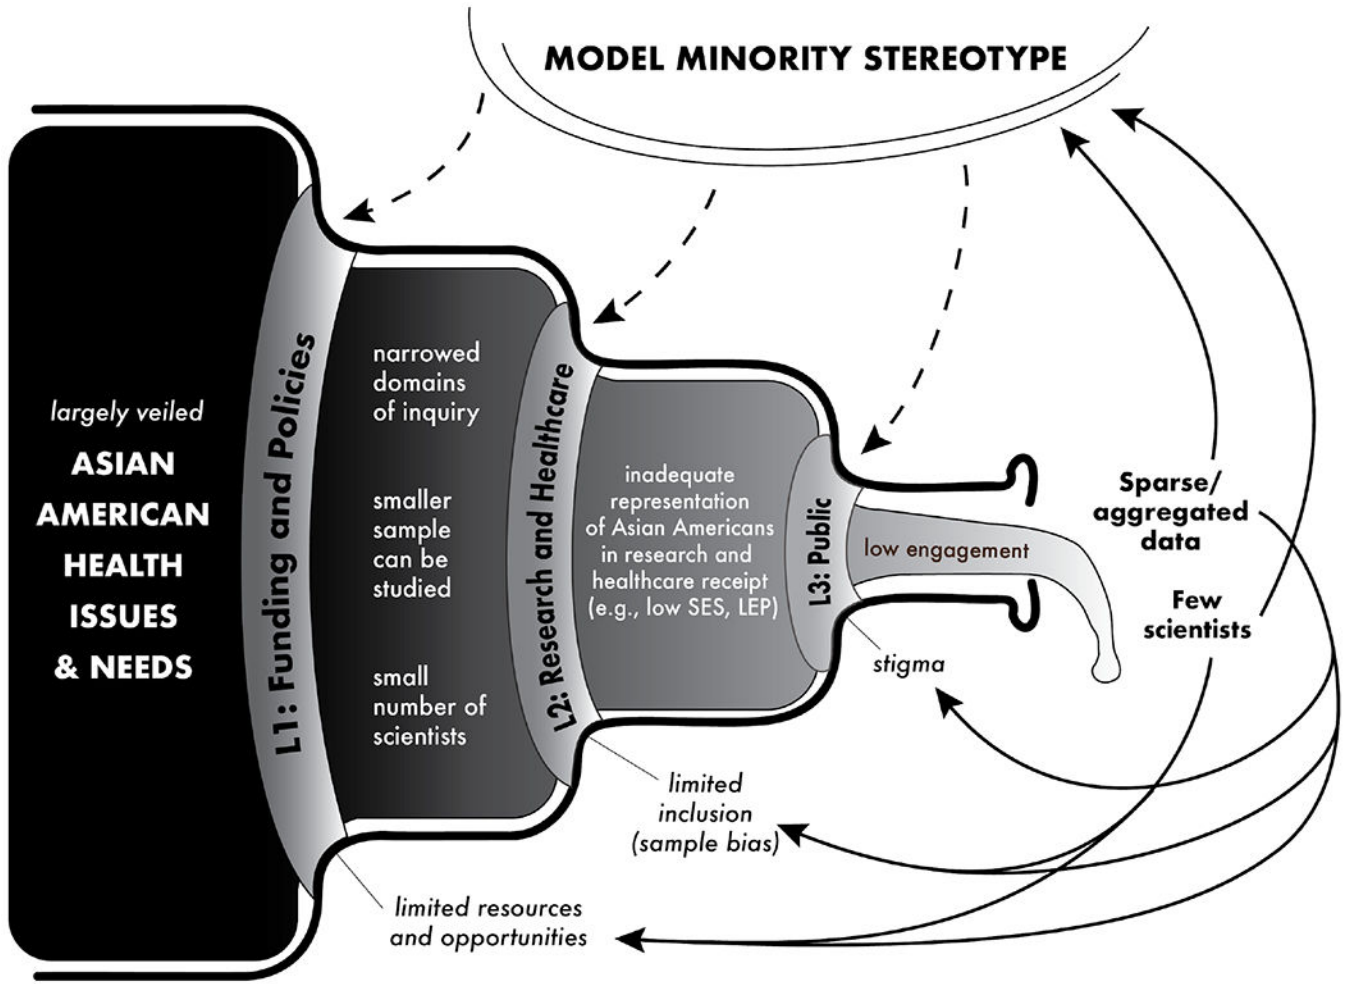 MODEL MINORITY STEREOTYPE
largely veiled
ASIAN
AMERICAN
HEALTH
ISSUES
& NEEDS
L1: Funding and Policies
narrowed
domains
of inquiry
smaller
sample
can be
studied
small
number of
scientists
L2: Research and Healthcare
inadequate
representation
of Asian Americans
in research and
healthcare receipt
(e.g., low SES, LEP)
L3: Public
low engagement
Sparse/
aggregated
data
Few
scientists
stigma
limited
inclusion
(sample bias)
limited resources
and opportunities